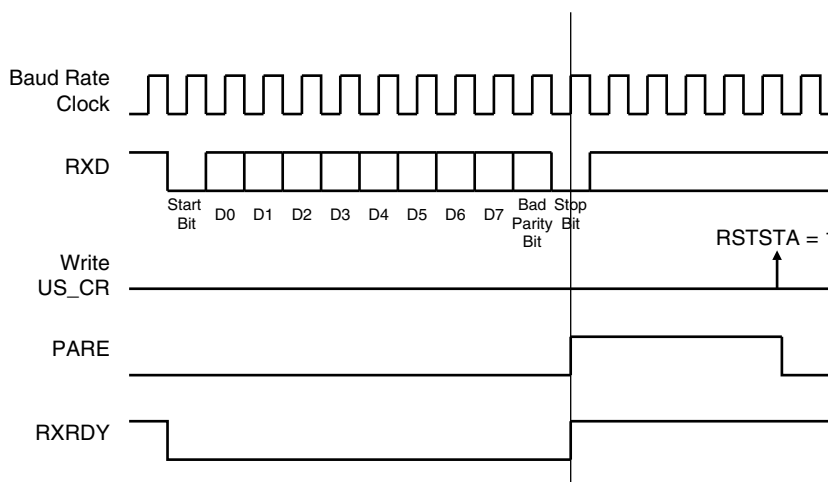 Baud Rate
Clock
RXD
Start
Bit
D0 D1 D2 D3 D4 D5 D6 D7
Bad
Parity
Bit
Stop
Bit
RSTSTA = 1
Write
US_CR
PARE
RXRDY